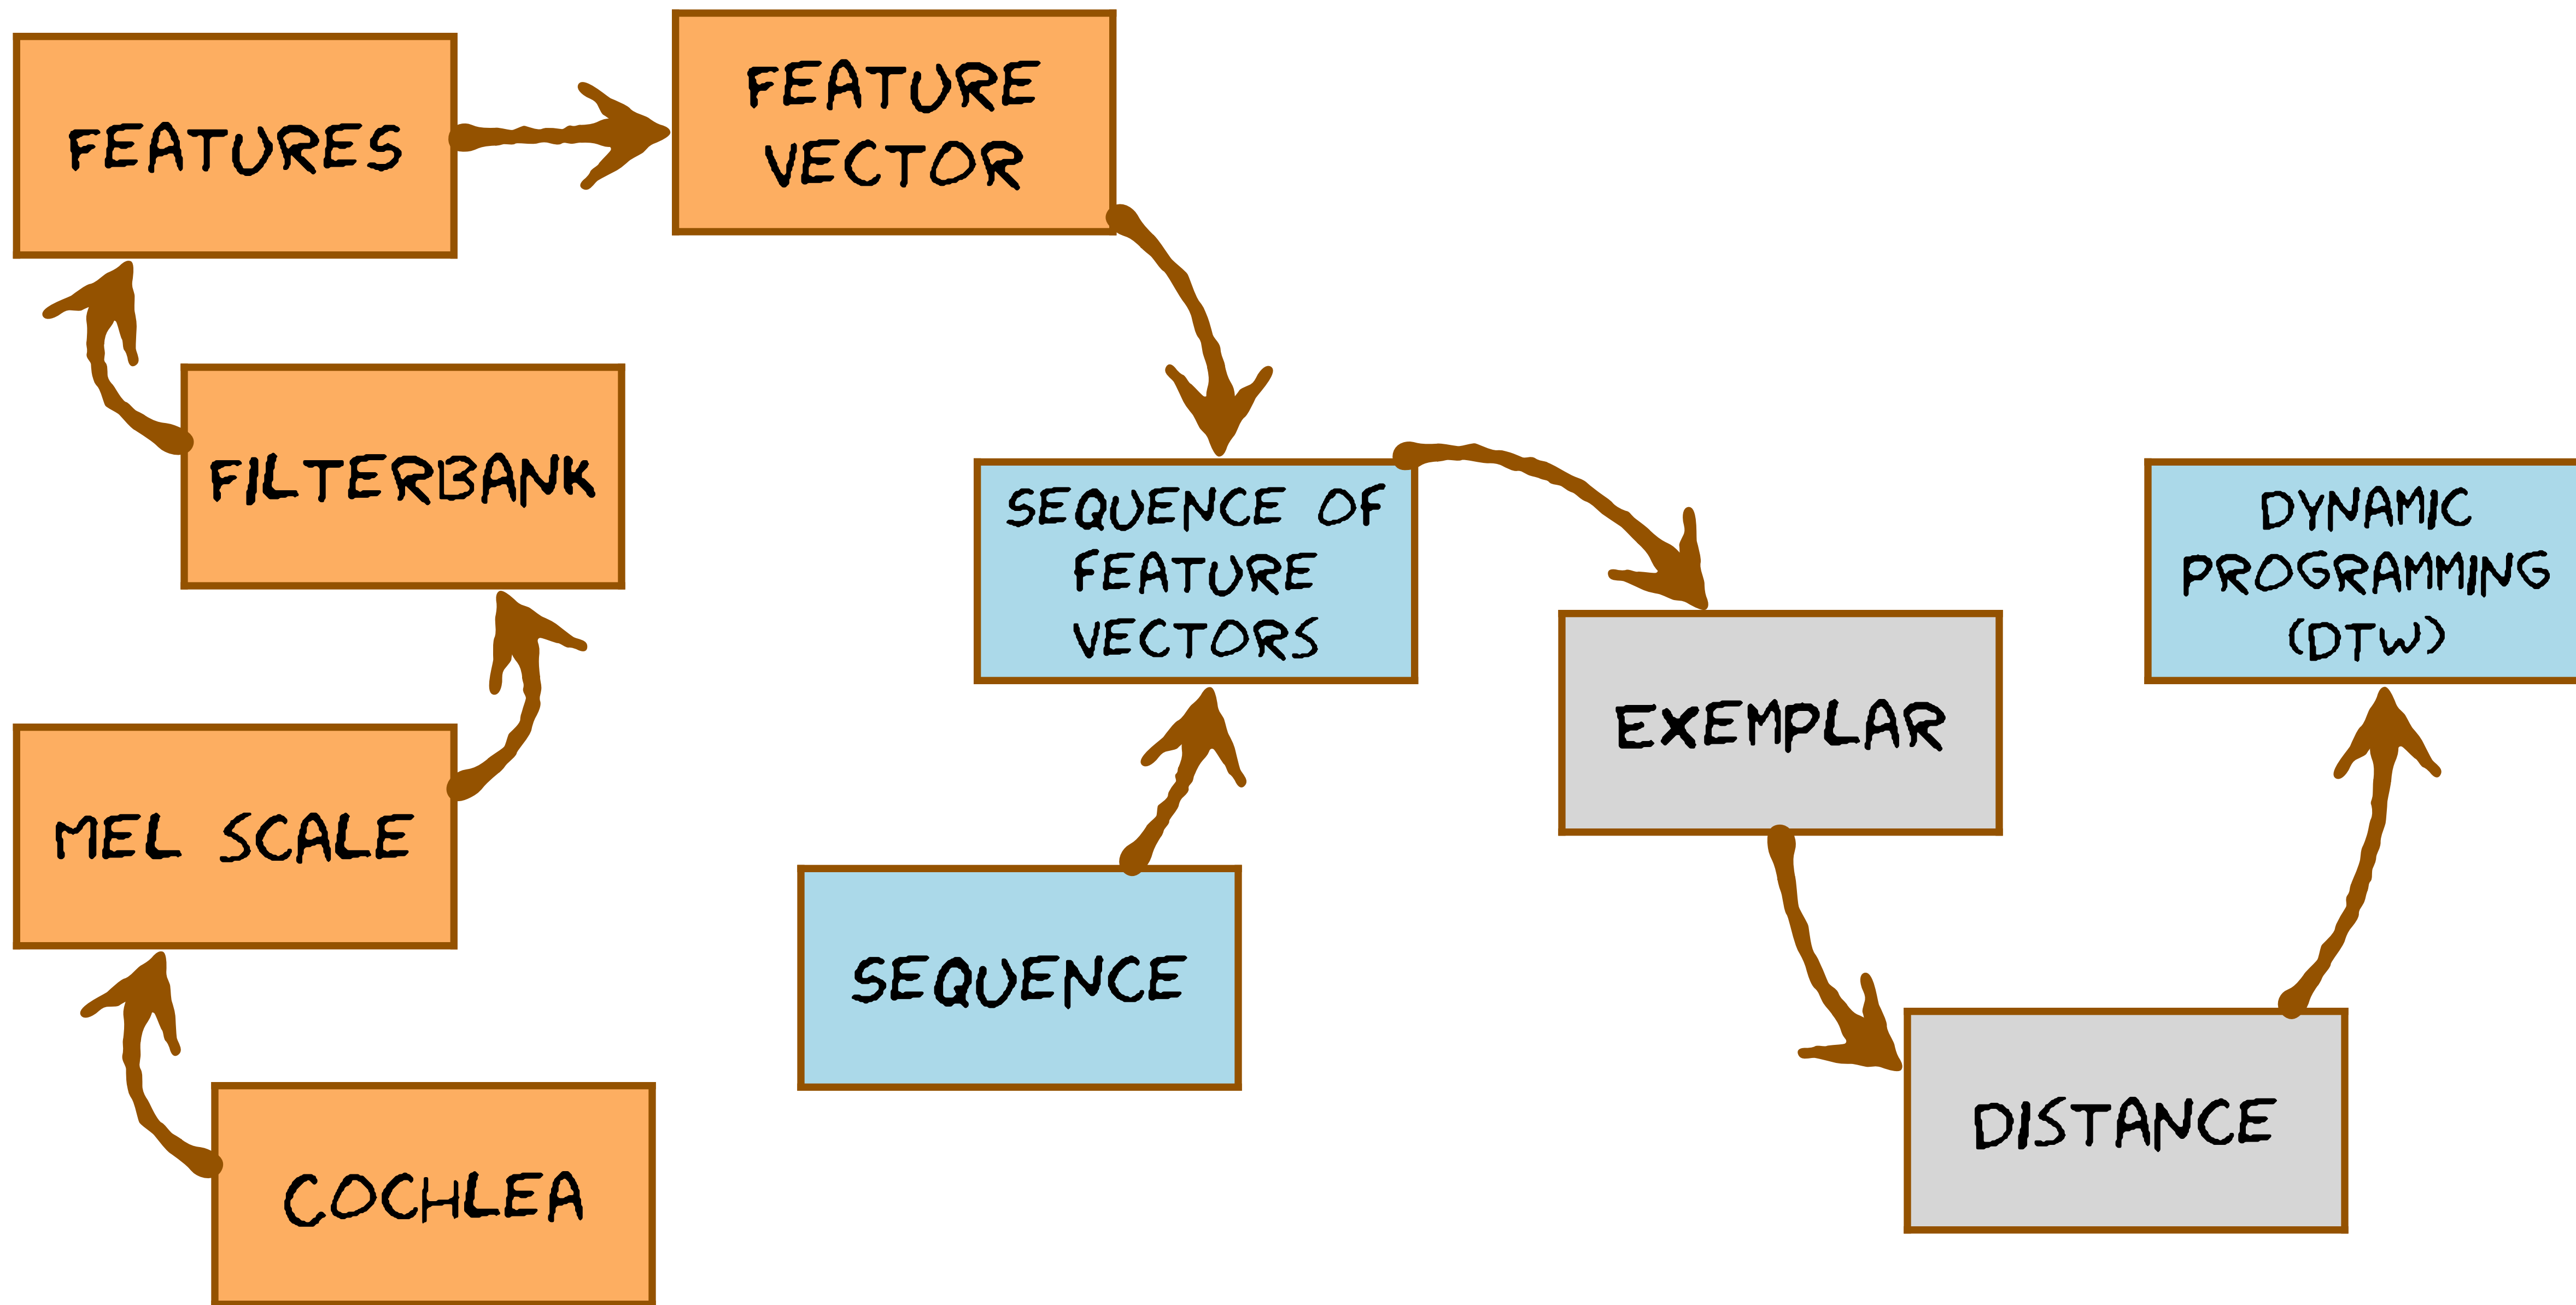 FEATURES
FEATURE
VECTOR
FILTERBANK
MEL SCALE
COCHLEA
SEQUENCE OF
FEATURE
VECTORS
SEQUENCE
EXEMPLAR
DISTANCE
DYNAMIC
PROGRAMMING
(DTW)